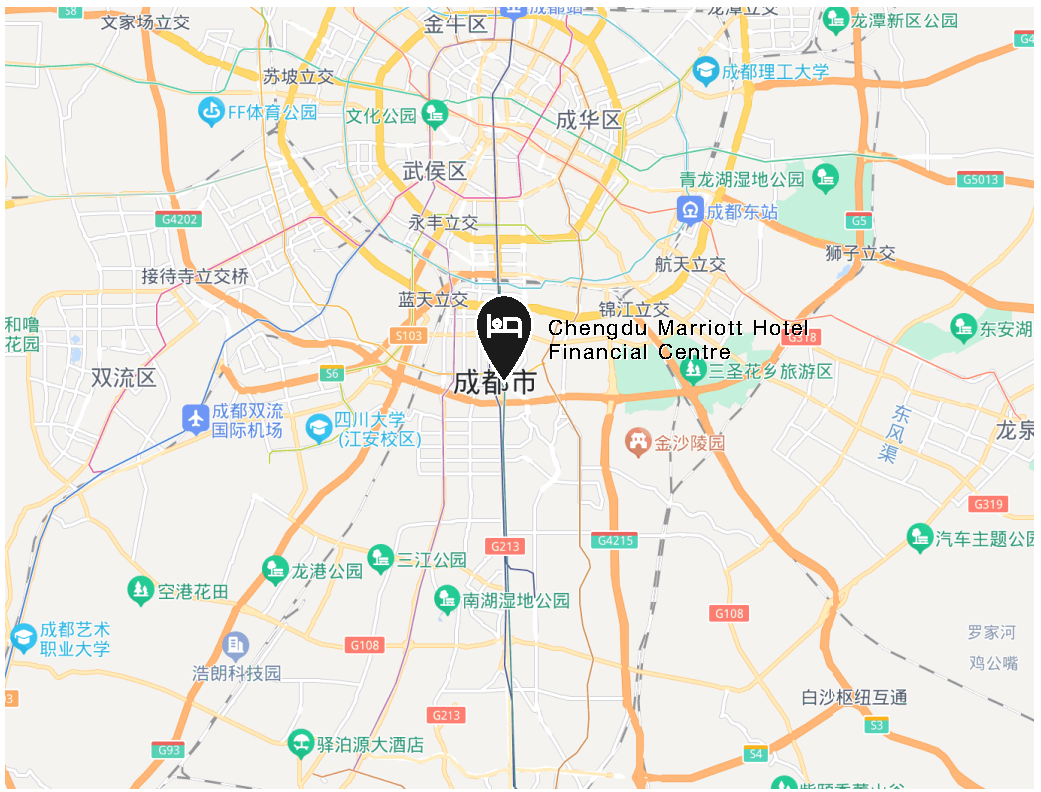 S8
文家场立交
金牛区
成都站
龙潭立交
龙潭新区公园
G4
苏坡立交
成都理工大学
FF体育公园
文化公园
成华区
武侯区
青龙湖湿地公园
G5013
G4202
永丰立交
成都东站
G5
接待寺立交桥
航天立交
狮子立交
蓝天立交
锦江立交
和噜
花园
S103
Chengdu Marriott Hotel
Financial Centre
G318
东安湖
双流区
S6
成都市
三圣花乡旅游区
成都双流
国际机场
四川大学
(江安校区)
金沙陵园
东风渠
龙泉
G319
G213
G4215
汽车主题公园
龙港公园
三江公园
空港花田
南湖湿地公园
G108
成都艺术
职业大学
G108
罗家河
浩朗科技园
鸡公嘴
3
白沙枢纽互通
G213
S3
G93
驿泊源大酒店
S4